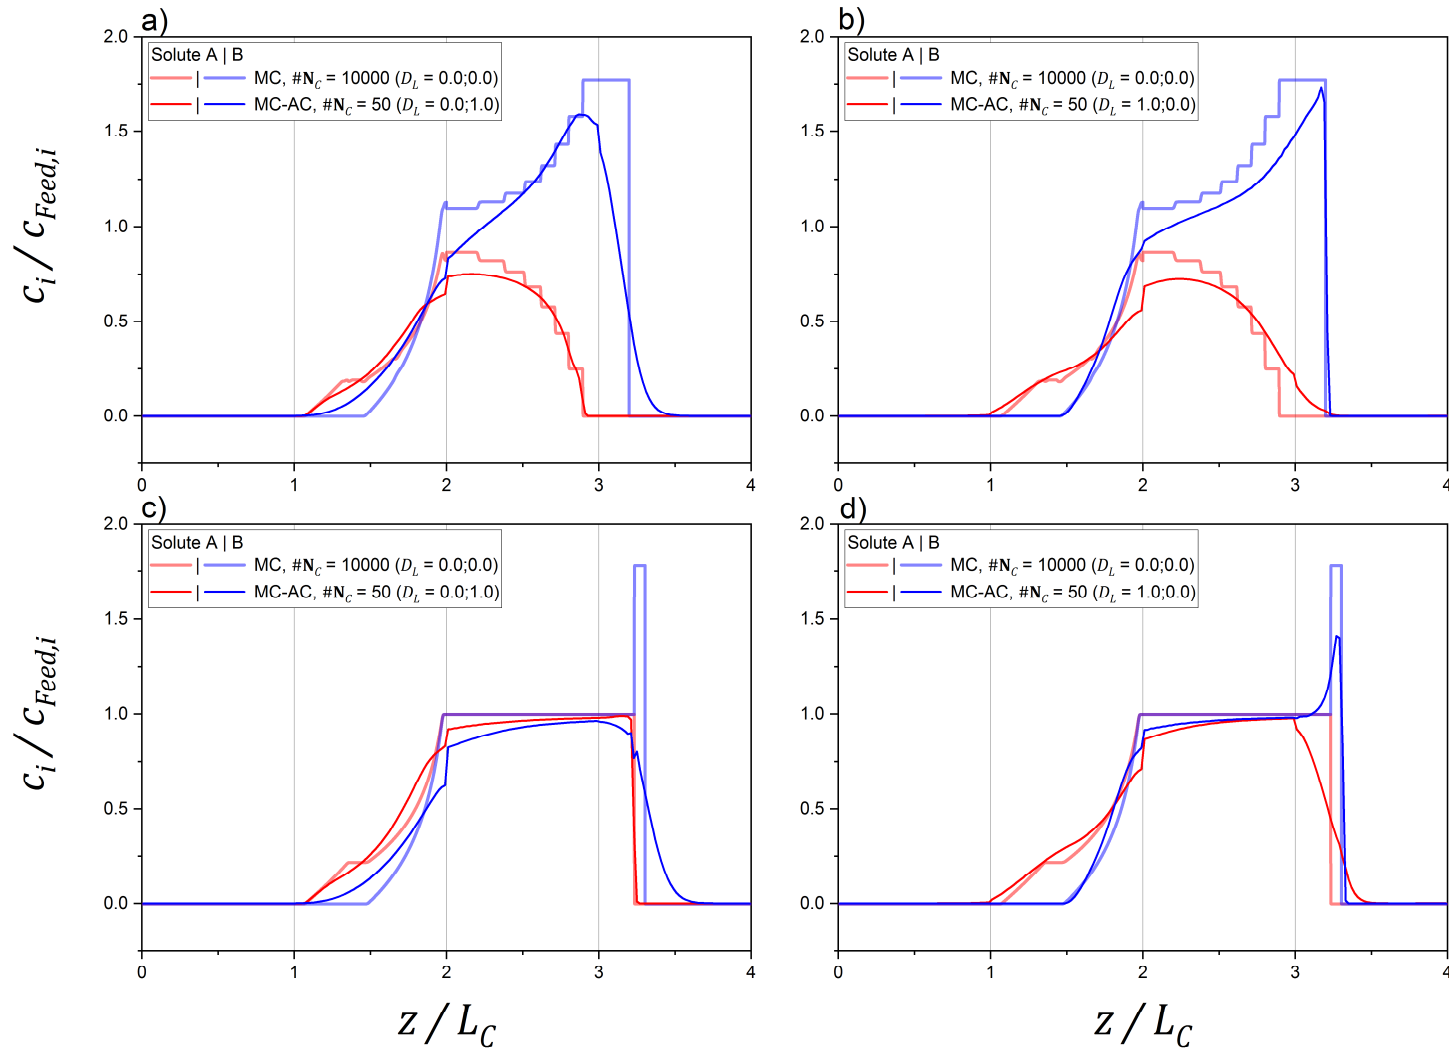 a)
2.0
1.5
1.0
0.5
0.0
0 1 2 3 4
Solute A | B
| MC, #N_C = 10000 (D_L = 0.0;0.0)
| MC-AC, #N_C = 50 (D_L = 0.0;1.0)
c_i / c_{Feed,i}
b)
2.0
1.5
1.0
0.5
0.0
0 1 2 3 4
Solute A | B
| MC, #N_C = 10000 (D_L = 0.0;0.0)
| MC-AC, #N_C = 50 (D_L = 1.0;0.0)
c)
2.0
1.5
1.0
0.5
0.0
0 1 2 3 4
Solute A | B
| MC, #N_C = 10000 (D_L = 0.0;0.0)
| MC-AC, #N_C = 50 (D_L = 0.0;1.0)
c_i / c_{Feed,i}
z / L_C
d)
2.0
1.5
1.0
0.5
0.0
0 1 2 3 4
Solute A | B
| MC, #N_C = 10000 (D_L = 0.0;0.0)
| MC-AC, #N_C = 50 (D_L = 1.0;0.0)
z / L_C